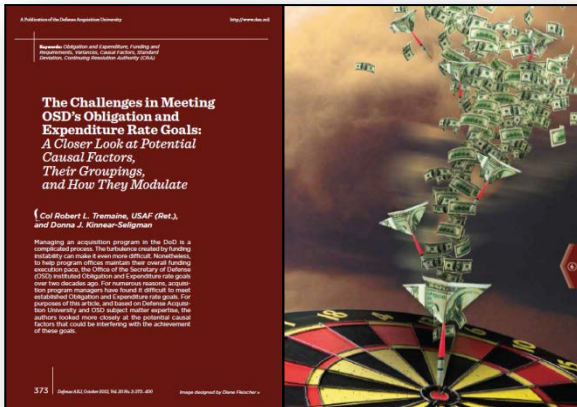 A Publication of the Defense Acquisition University
http://www.dau.mil
Keywords: Obligation and Expenditure, Funding and
Requirements, Variances, Causal Factors, Standard
Deviation, Continuing Resolution Authority (CRA)
The Challenges in Meeting
OSD's Obligation and
Expenditure Rate Goals:
A Closer Look at Potential
Causal Factors,
Their Groupings,
and How They Modulate
Col Robert L. Tremaine, USAF (Ret.),
and Donna J. Kinnear-Seligman
Managing an acquisition program in the DoD is a
complicated process. The turbulence created by funding
instability can make it even more difficult. Nonetheless,
to help program offices maintain their overall funding
execution pace, the Office of the Secretary of Defense
(OSD) instituted Obligation and Expenditure rate goals
over two decades ago. For numerous reasons, acquisi-
tion program managers have found it difficult to meet
established Obligation and Expenditure rate goals. For
purposes of this article, and based on Defense Acquisi-
tion University and OSD subject matter expertise, the
authors looked more closely at the potential causal
factors that could be interfering with the achievement
of these goals.
373
Defense ARJ, October 2013, Vol. 20 No. 3: 373–400
Image designed by Diane Fleischer »